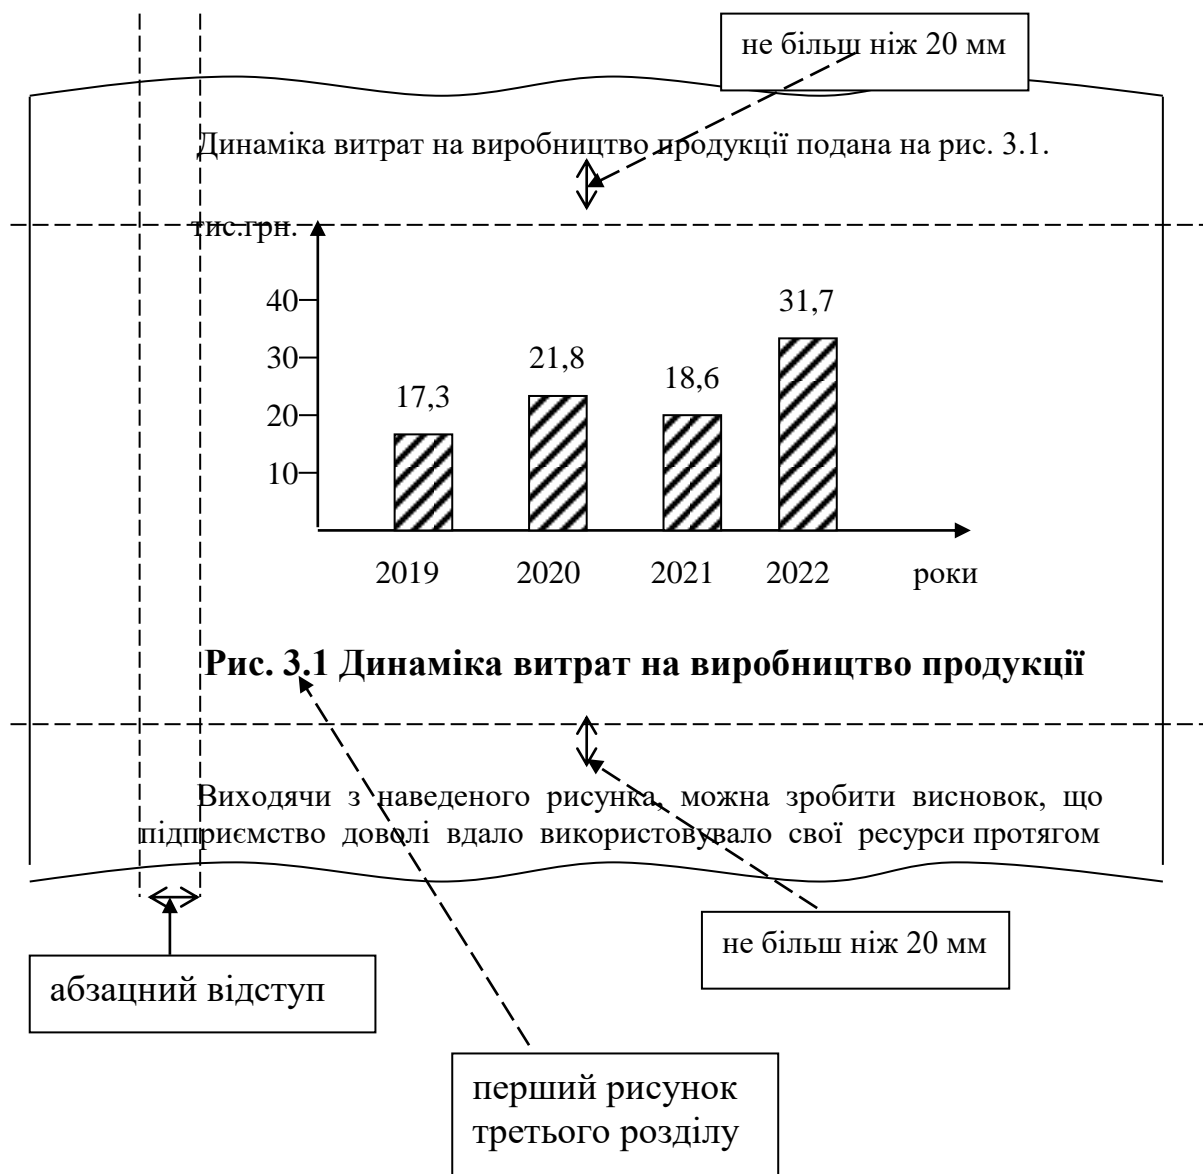 не більш ніж 20 мм
Динаміка витрат на виробництво продукції подана на рис. 3.1.
тис.грн.
40
30
20
10
17,3
21,8
18,6
31,7
2019 2020 2021 2022 роки
Рис. 3.1 Динаміка витрат на виробництво продукції
Виходячи з наведеного рисунка, можна зробити висновок, що
підприємство доволі вдало використовувало свої ресурси протягом
не більш ніж 20 мм
абзацний відступ
перший рисунок
третього розділу